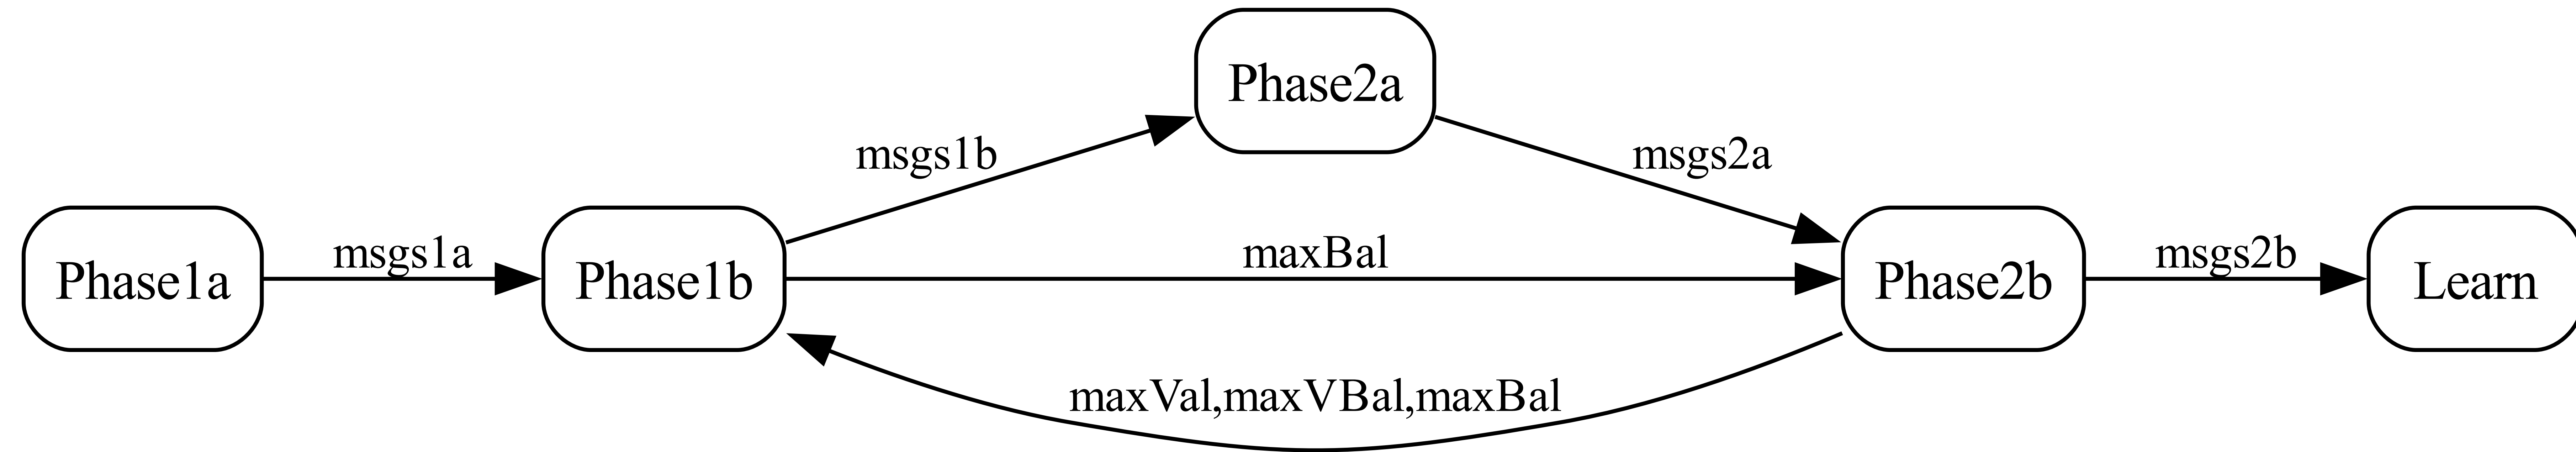 Phase2a
msgs1b
msgs2a
Phase1a
msgs1a
Phase1b
maxBal
Phase2b
msgs2b
Learn
maxVal,maxVBal,maxBal